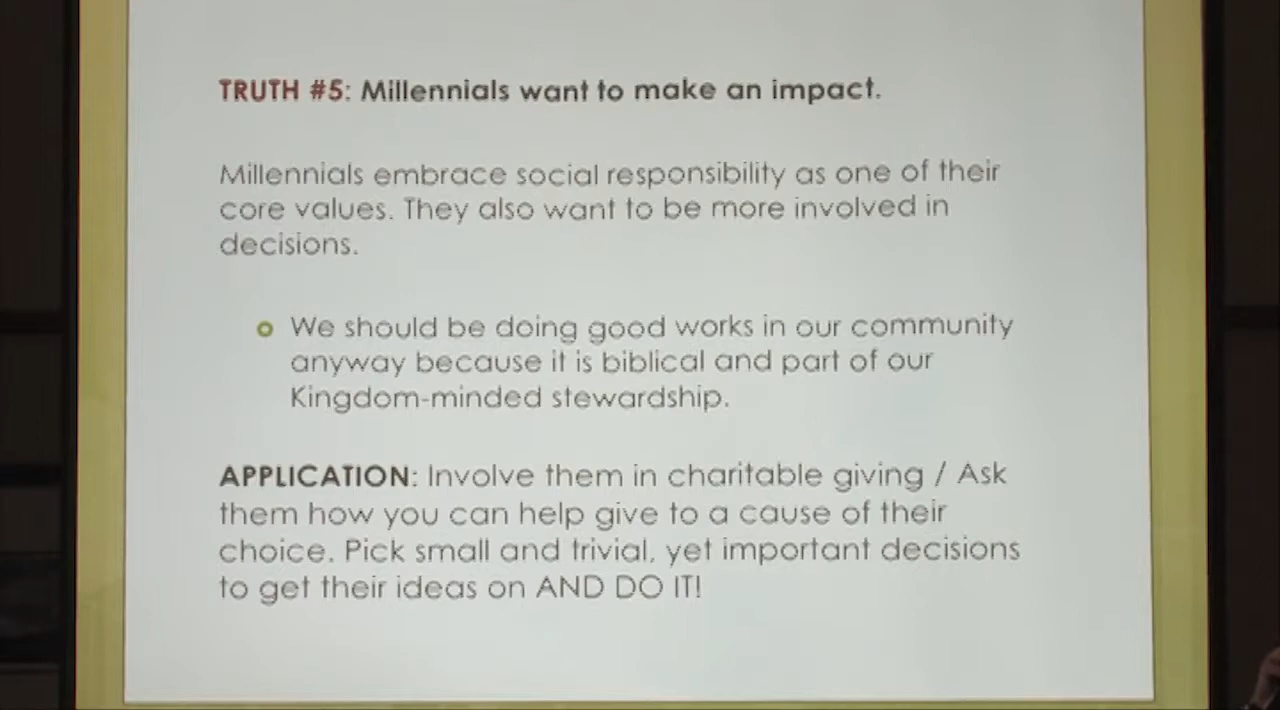 TRUTH #5: Millennials want to make an impact.
Millennials embrace social responsibility as one of their
core values. They also want to be more involved in
decisions.
We should be doing good works in our community
anyway because it is biblical and part of our
Kingdom-minded stewardship.
APPLICATION: Involve them in charitable giving / Ask
them how you can help give to a cause of their
choice. Pick small and trivial, yet important decisions
to get their ideas on AND DO IT!